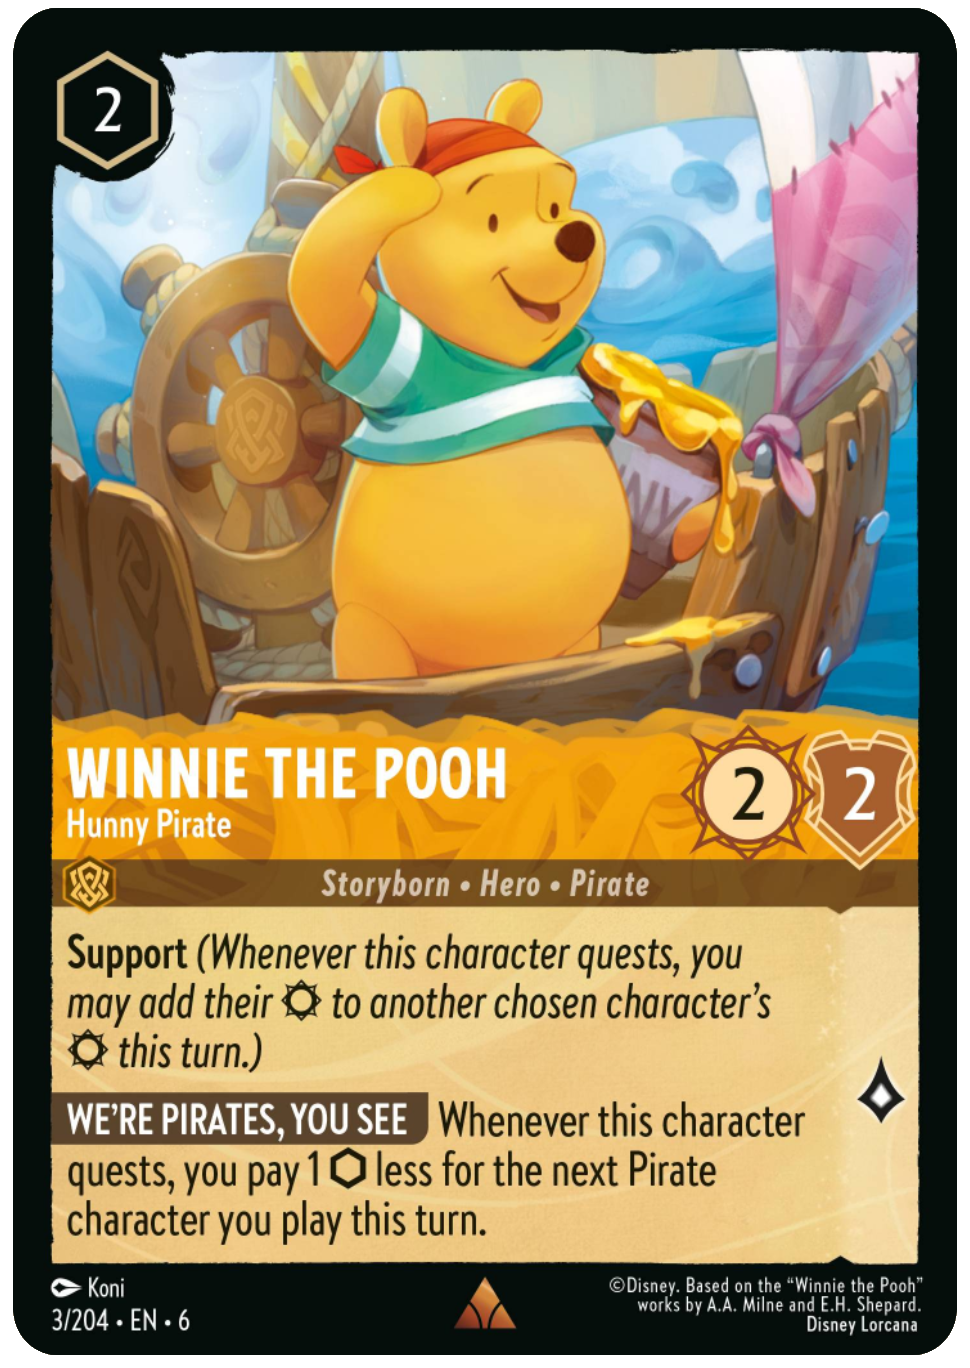 2
NY
WINNIE THE POOH
Hunny Pirate
2
2
Storyborn • Hero • Pirate
Support (Whenever this character quests, you
may add their to another chosen character's
this turn.)
WE'RE PIRATES, YOU SEE Whenever this character
quests, you pay 1 less for the next Pirate
character you play this turn.
Koni
3/204 • EN • 6
©Disney. Based on the “Winnie the Pooh”
works by A.A. Milne and E.H. Shepard.
Disney Lorcana